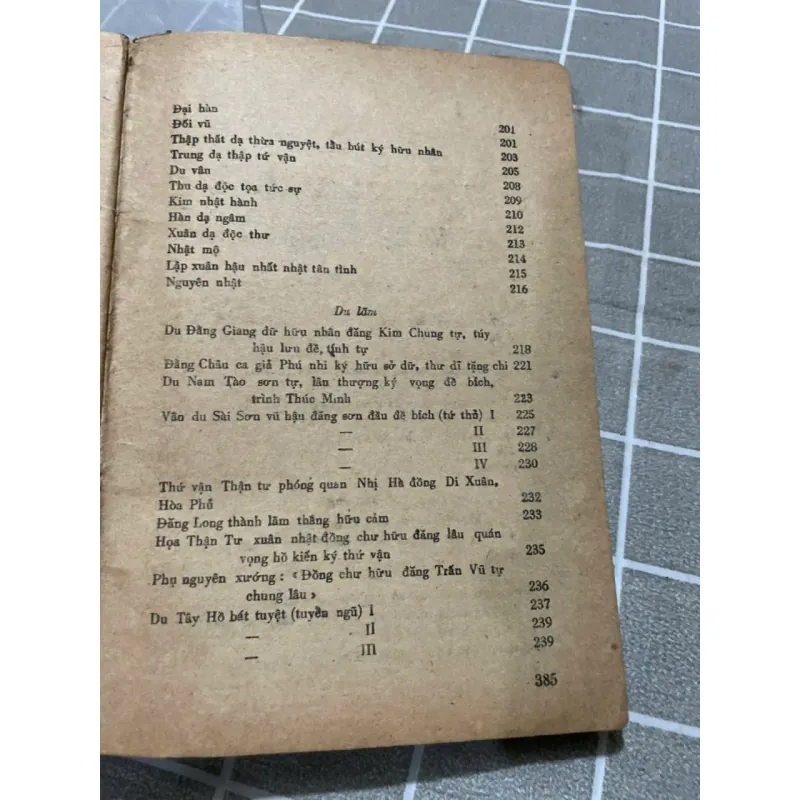 Đại hàn 201
Đối vũ 201
Thập thất dạ thừa nguyệt, tẩu bút ký hữu nhân 203
Trung dạ thập tứ vận 205
Du vân 208
Thu dạ độc tọa tức sự 209
Kim nhật hành 210
Hàn dạ ngâm 212
Xuân dạ độc thư 213
Nhật mộ 214
Lập xuân hậu nhất nhật tân tình 215
Nguyên nhật 216
Du lãm
Du Đằng Giang dữ hữu nhân đăng Kim Chung tự, túy
hậu lưu đề, tính tự 218
Đằng Châu ca giả Phú nhi ký hữu sở dữ, thư dĩ tặng chi 221
Du Nam Tào sơn tự, lâu thượng ký vọng đề bích,
trình Thúc Minh 223
Vân du Sài Sơn vũ hậu đăng sơn đầu đề bích (tứ thủ) I 225
— II 227
— III 228
— IV 230
Thứ vận Thận tư phóng quan Nhị Hà đồng Di Xuân,
Hòa Phủ 232
Đăng Long thành lãm thắng hữu cảm 233
Họa Thận Tư xuân nhật đồng chư hữu đăng lâu quán
vọng hồ kiến ký thứ vận 235
Phụ nguyên xướng : « Đồng chư hữu đăng Trấn Vũ tự
chung lâu » 236
Du Tây Hồ bát tuyệt (tuyển ngũ) I 237
— II 239
— III 239
385